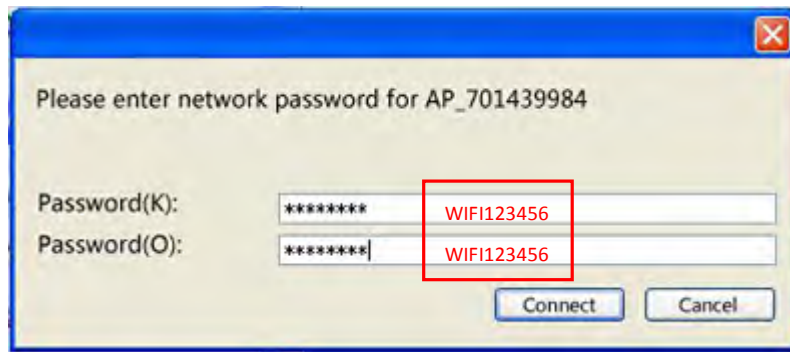 Please enter network password for AP_701439984
Password(K): ******** WIFI123456
Password(O): ******** WIFI123456
Connect Cancel